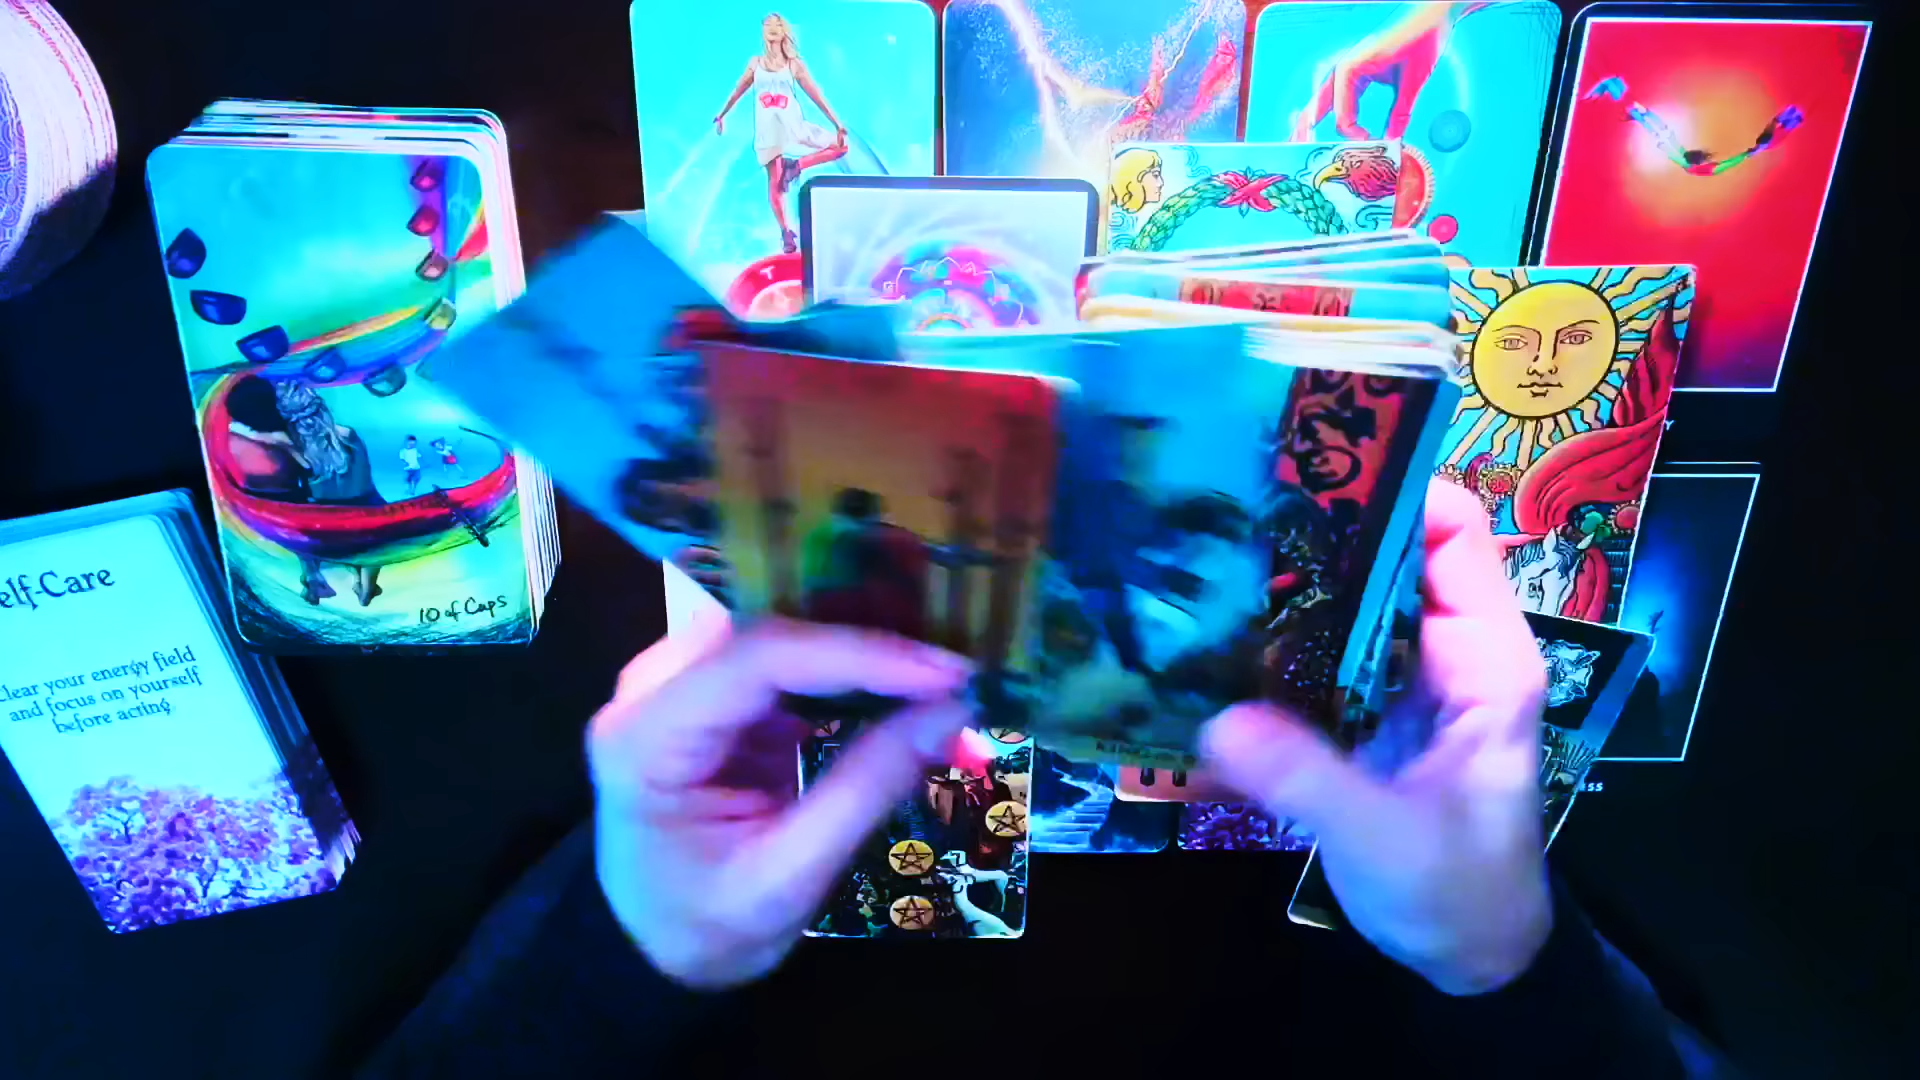 10 of Cups
elf-Care
clear your energy field
and focus on yourself
before acting